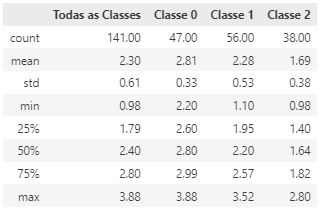 Todas as Classes Classe 0 Classe 1 Classe 2
count 141.00 47.00 56.00 38.00
mean 2.30 2.81 2.28 1.69
std 0.61 0.33 0.53 0.38
min 0.98 2.20 1.10 0.98
25% 1.79 2.60 1.95 1.40
50% 2.40 2.80 2.20 1.64
75% 2.80 2.99 2.57 1.82
max 3.88 3.88 3.52 2.80